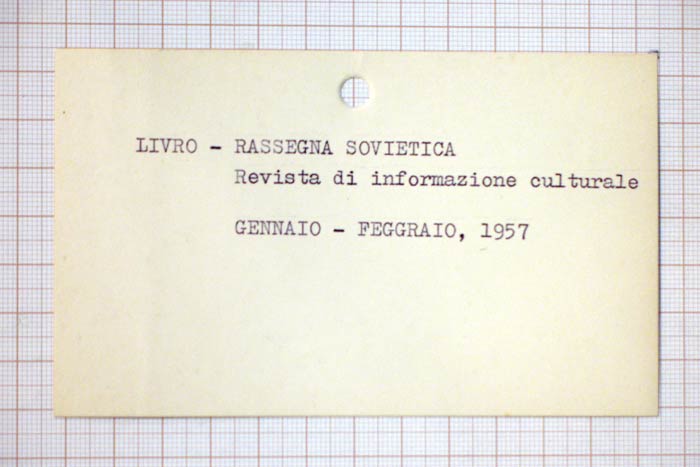 LIVRO - RASSEGNA SOVIETICA
Revista di informazione culturale
GENNAIO - FEGGRAIO, 1957